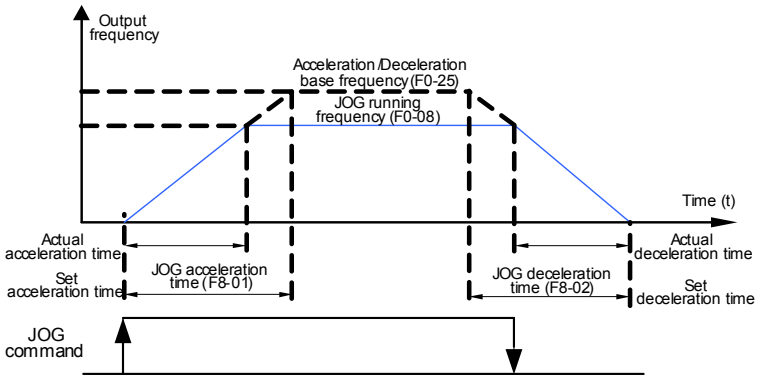 Output
frequency
Acceleration/Deceleration
base frequency(F0-25)
JOG running
frequency (F0-08)
Time (t)
Actual
acceleration time
Actual
deceleration time
JOG acceleration
time (F8-01)
JOG deceleration
time (F8-02)
Set
acceleration time
Set
deceleration time
JOG
command